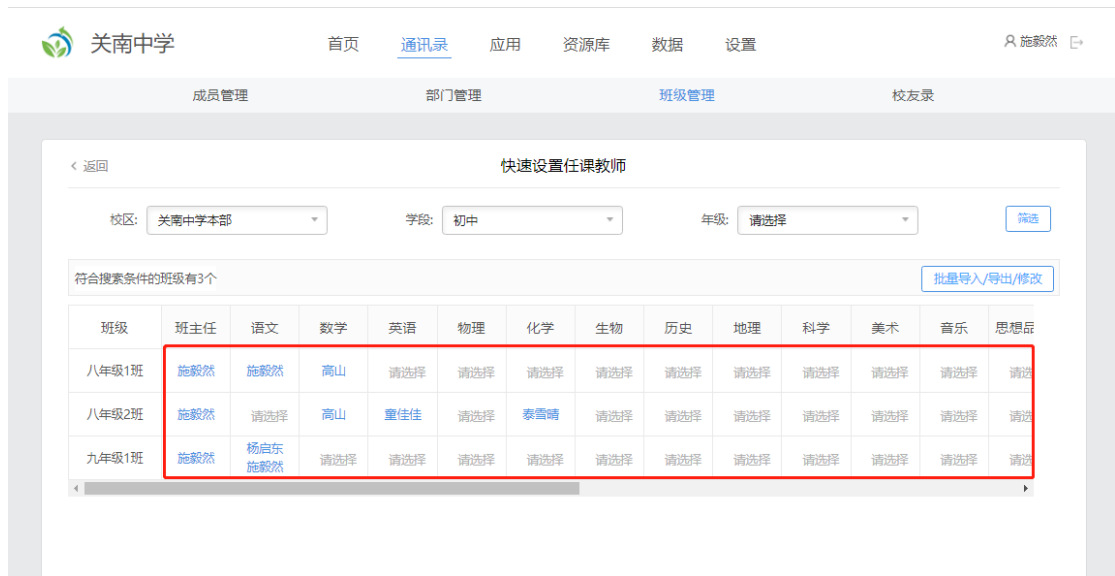 关南中学 首页 通讯录 应用 资源库 数据 设置 施毅然
成员管理 部门管理 班级管理 校友录
< 返回 快速设置任课教师
校区: 关南中学本部 学段: 初中 年级: 请选择 筛选
符合搜素条件的班级有3个 批量导入/导出/修改
班级 班主任 语文 数学 英语 物理 化学 生物 历史 地理 科学 美术 音乐 思想品
八年级1班 施毅然 施毅然 高山 请选择 请选择 请选择 请选择 请选择 请选择 请选择 请选择 请选择 请选
八年级2班 施毅然 请选择 高山 童佳佳 请选择 泰雪晴 请选择 请选择 请选择 请选择 请选择 请选择 请选
九年级1班 施毅然 杨启东 请选择 请选择 请选择 请选择 请选择 请选择 请选择 请选择 请选择 请选择 请选
施毅然